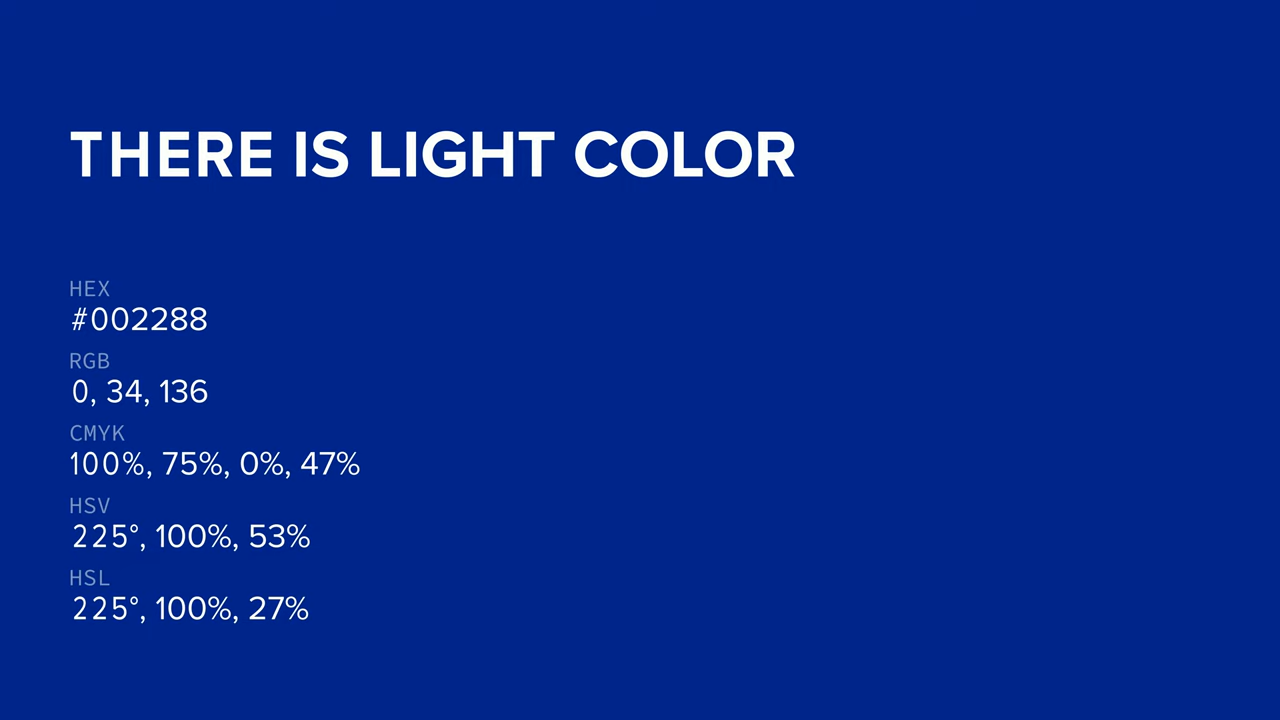 THERE IS LIGHT COLOR
HEX
#002288
RGB
0, 34, 136
CMYK
100%, 75%, 0%, 47%
HSV
225°, 100%, 53%
HSL
225°, 100%, 27%